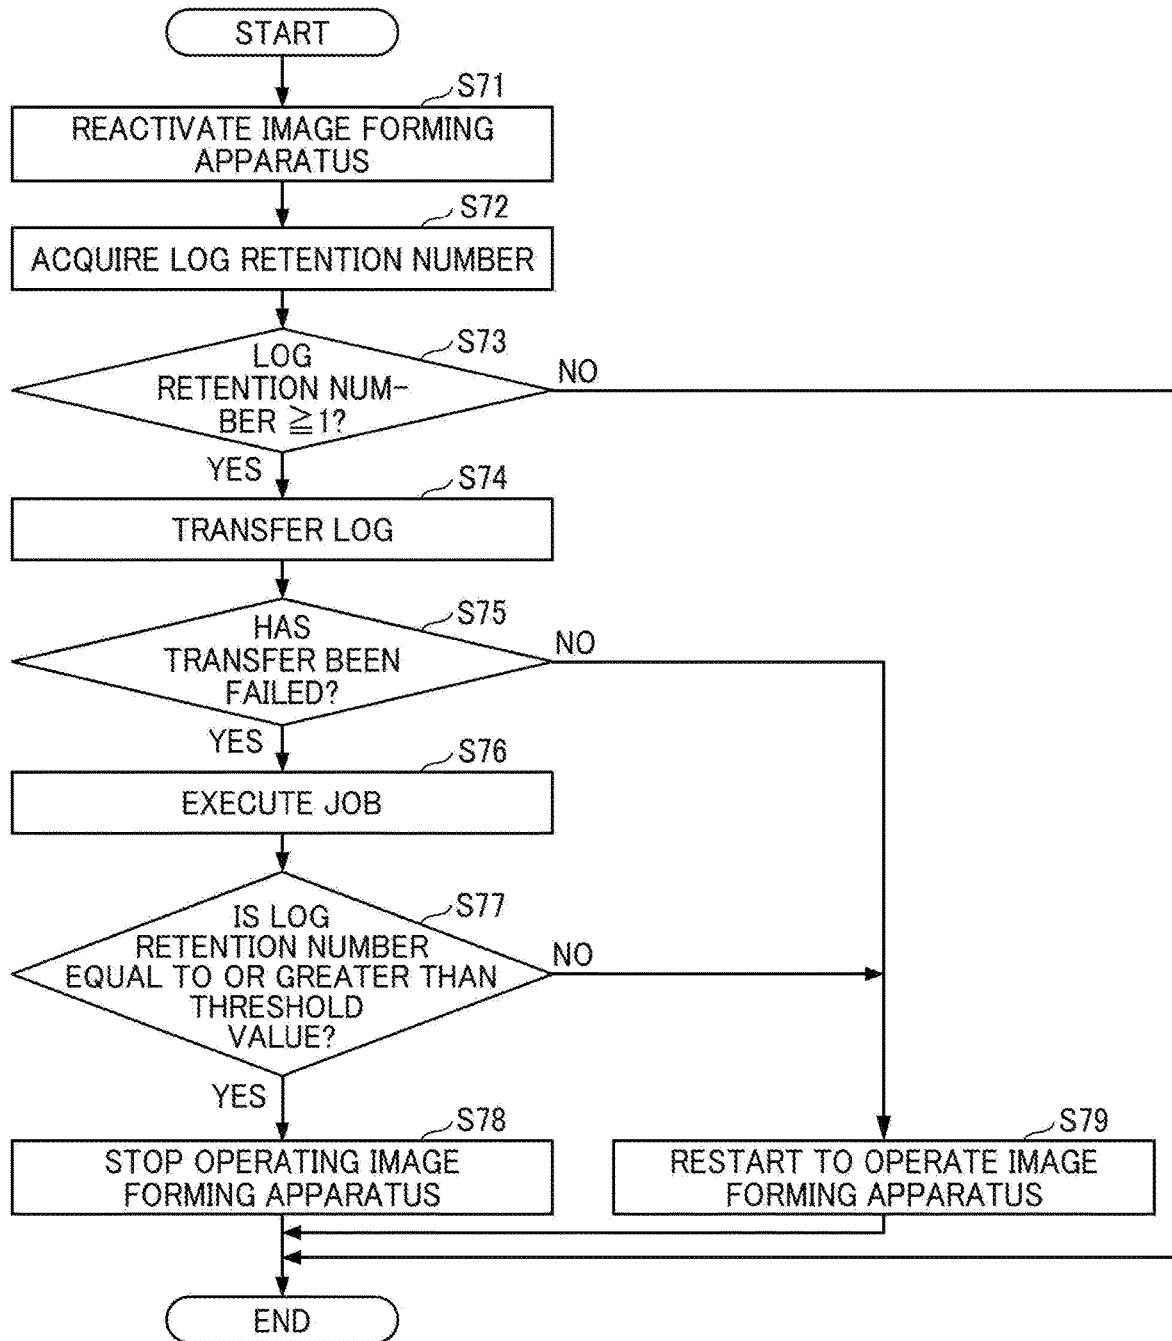 START
S71
REACTIVATE IMAGE FORMING
APPARATUS
S72
ACQUIRE LOG RETENTION NUMBER
S73
LOG
RETENTION NUM-
BER ≧1?
NO
YES
S74
TRANSFER LOG
S75
HAS
TRANSFER BEEN
FAILED?
NO
YES
S76
EXECUTE JOB
S77
IS LOG
RETENTION NUMBER
EQUAL TO OR GREATER THAN
THRESHOLD
VALUE?
NO
YES
S78
STOP OPERATING IMAGE
FORMING APPARATUS
S79
RESTART TO OPERATE IMAGE
FORMING APPARATUS
END